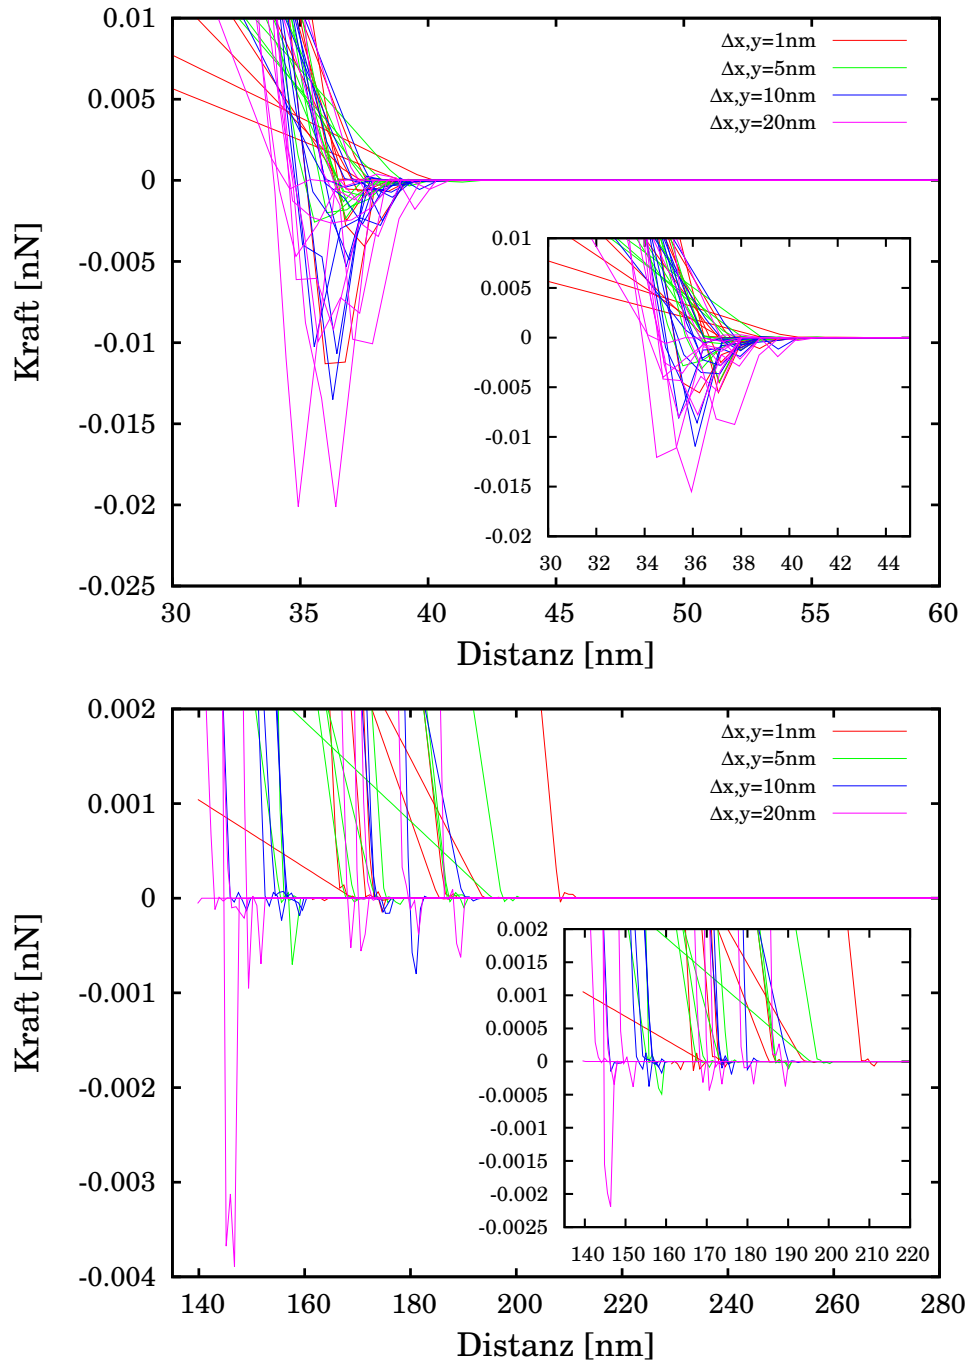 0.01
0.005
0
-0.005
-0.01
-0.015
-0.02
-0.025
Kraft [nN]
30 35 40 45 50 55 60
Distanz [nm]
Δx,y=1nm
Δx,y=5nm
Δx,y=10nm
Δx,y=20nm
0.01
0.005
0
-0.005
-0.01
-0.015
-0.02
30 32 34 36 38 40 42 44
0.002
0.001
0
-0.001
-0.002
-0.003
-0.004
Kraft [nN]
140 160 180 200 220 240 260 280
Distanz [nm]
Δx,y=1nm
Δx,y=5nm
Δx,y=10nm
Δx,y=20nm
0.002
0.0015
0.001
0.0005
0
-0.0005
-0.001
-0.0015
-0.002
-0.0025
140 150 160 170 180 190 200 210 220